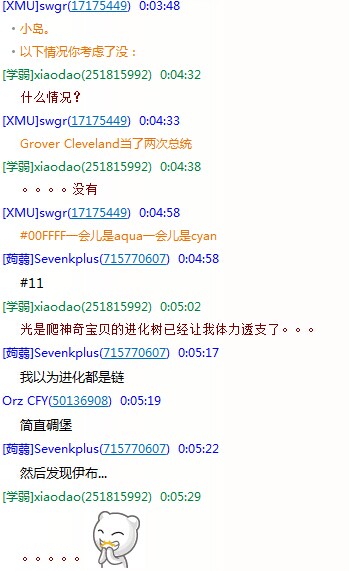 [XMU]swgr(17175449) 0:03:48
• 小岛。
• 以下情况你考虑了没：
[学弱]xiaodao(251815992) 0:04:32
什么情况？
[XMU]swgr(17175449) 0:04:33
Grover Cleveland当了两次总统
[学弱]xiaodao(251815992) 0:04:38
。。。。没有
[XMU]swgr(17175449) 0:04:58
#00FFFF一会儿是aqua一会儿是cyan
[蒟蒻]Sevenkplus(715770607) 0:04:58
#11
[学弱]xiaodao(251815992) 0:05:02
光是爬神奇宝贝的进化树已经让我体力透支了。。。
[蒟蒻]Sevenkplus(715770607) 0:05:17
我以为进化都是链
Orz CFY(50136908) 0:05:19
简直碉堡
[蒟蒻]Sevenkplus(715770607) 0:05:22
然后发现伊布...
[学弱]xiaodao(251815992) 0:05:29
。。。。。